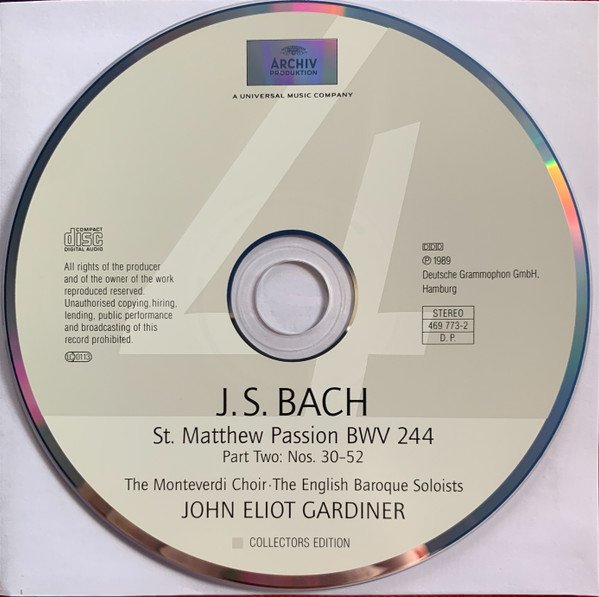 ARCHIV
PRODUKTION
A UNIVERSAL MUSIC COMPANY
4
COMPACT
disc
DIGITAL AUDIO
All rights of the producer
and of the owner of the work
reproduced reserved.
Unauthorised copying, hiring,
lending, public performance
and broadcasting of this
record prohibited.
LC 0113
DDD
℗ 1989
Deutsche Grammophon GmbH,
Hamburg
STEREO
469 773-2
D. P.
J. S. BACH
St. Matthew Passion BWV 244
Part Two: Nos. 30–52
The Monteverdi Choir · The English Baroque Soloists
JOHN ELIOT GARDINER
COLLECTORS EDITION